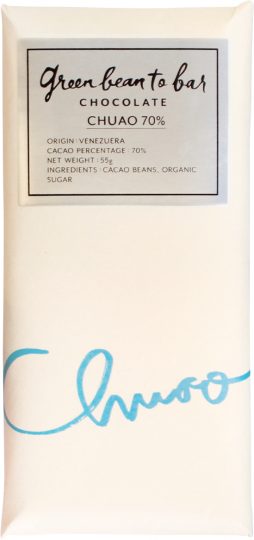 green bean to bar
CHOCOLATE
CHUAO 70%
ORIGIN : VENEZUERA
CACAO PERCENTAGE : 70%
NET WEIGHT : 55g
INGREDIENTS : CACAO BEANS, ORGANIC
SUGAR
Chuao